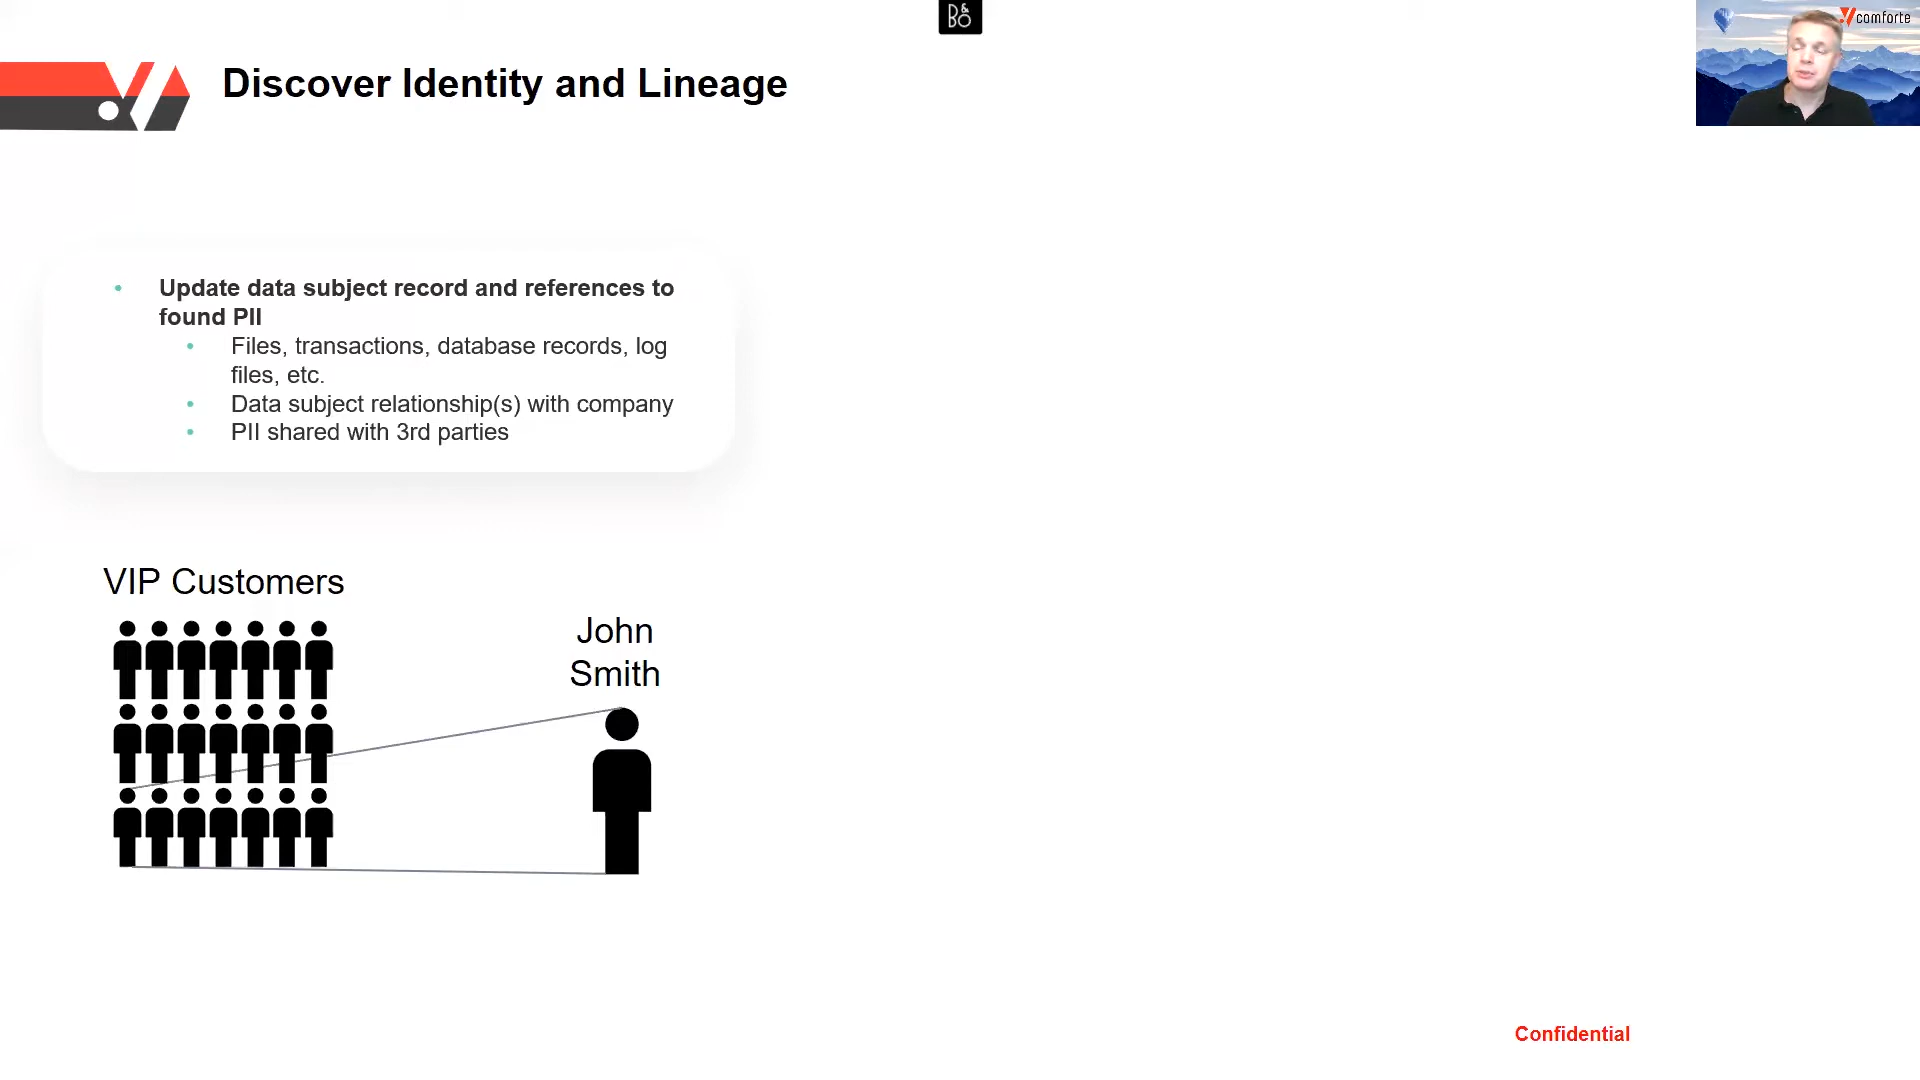 B&O
comforte
Discover Identity and Lineage
• Update data subject record and references to
found PII
• Files, transactions, database records, log
files, etc.
• Data subject relationship(s) with company
• PII shared with 3rd parties
VIP Customers
John
Smith
Confidential